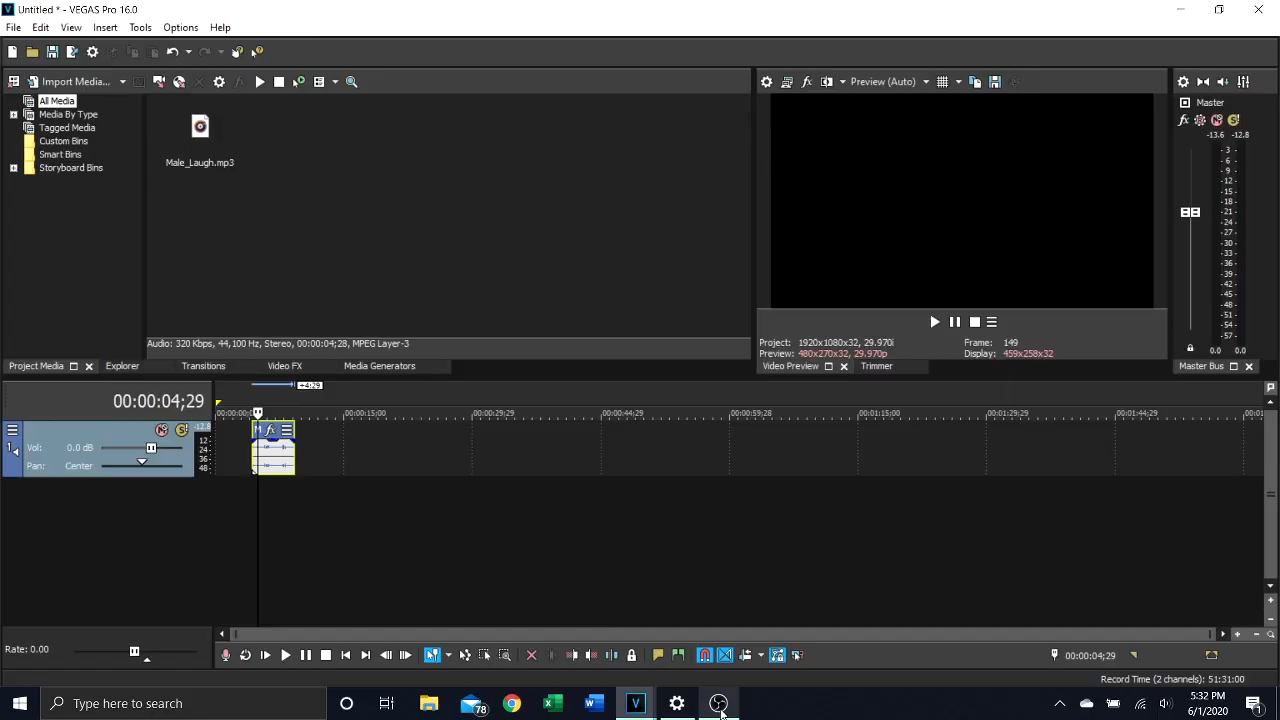 Untitled * - VEGAS Pro 16.0
File Edit View Insert Tools Options Help
Import Media...
Preview (Auto)
All Media
Media By Type
Tagged Media
Custom Bins
Smart Bins
Storyboard Bins
Male_Laugh.mp3
Master
-13.6 -12.8
- 3 -
- 6 -
- 9 -
-12-
-15-
-18-
-21-
-24-
-27-
-30-
-33-
-36-
-39-
-42-
-45-
-48-
-51-
-54-
-57-
0.0 0.0
Audio: 320 Kbps, 44,100 Hz, Stereo, 00:00:04;28, MPEG Layer-3
Project: 1920x1080x32, 29.970i
Frame: 149
Preview: 480x270x32, 29.970p
Display: 459x258x32
Project Media Explorer Transitions Video FX Media Generators
Video Preview Trimmer
Master Bus
+4;29
00:00:04;29
00:00:15;00 00:00:29;29 00:00:44;29 00:00:59;28 00:01:15;00 00:01:29;29 00:01:44;29
1
Vol: 0.0 dB
Pan: Center
-12.8
12
24
36
48
M fx
Rate: 0.00
00:00:04;29
Record Time (2 channels): 51:31:00
Type here to search
78
5:32 PM
6/1/2020
1